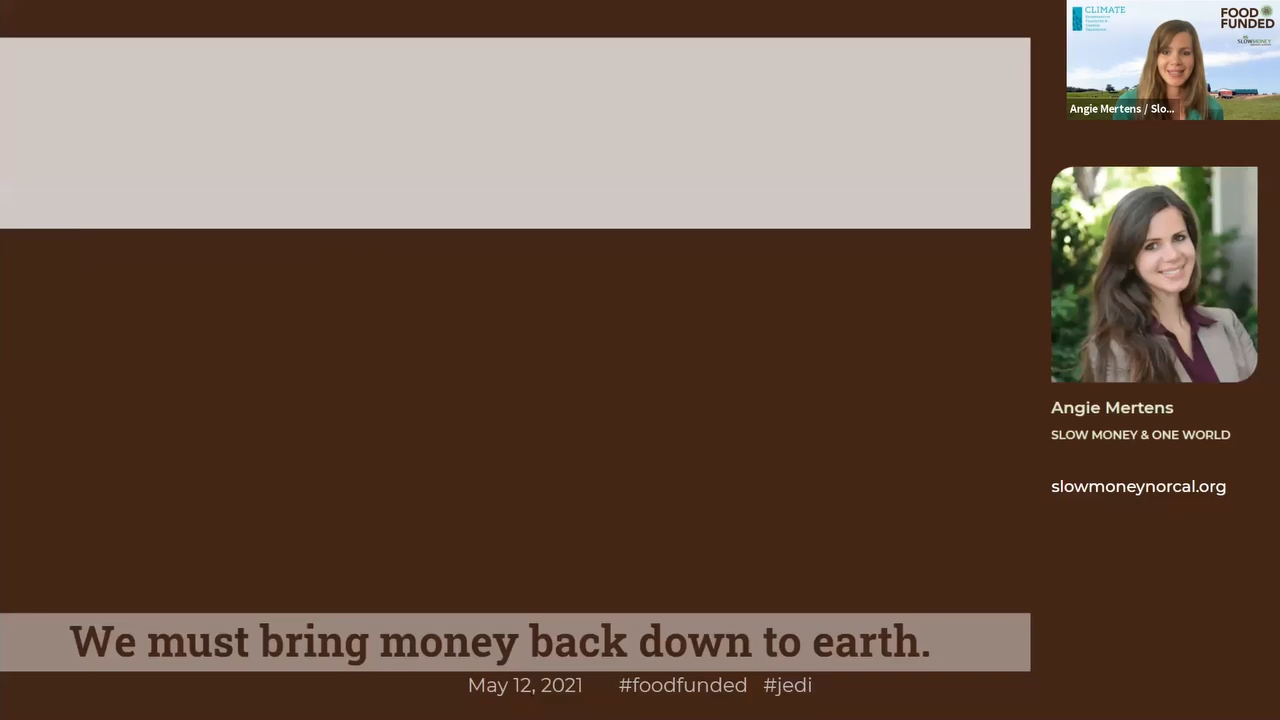 CLIMATE
FOOD
FUNDED
SLOWMONEY
Angie Mertens / Slo...
Angie Mertens
SLOW MONEY & ONE WORLD
slowmoneynorcal.org
We must bring money back down to earth.
May 12, 2021 #foodfunded #jedi